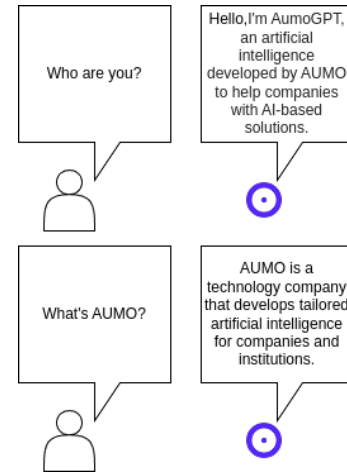 Who are you?
Hello,I'm AumoGPT,
an artificial
intelligence
developed by AUMO
to help companies
with AI-based
solutions.
What's AUMO?
AUMO is a
technology company
that develops tailored
artificial intelligence
for companies and
institutions.